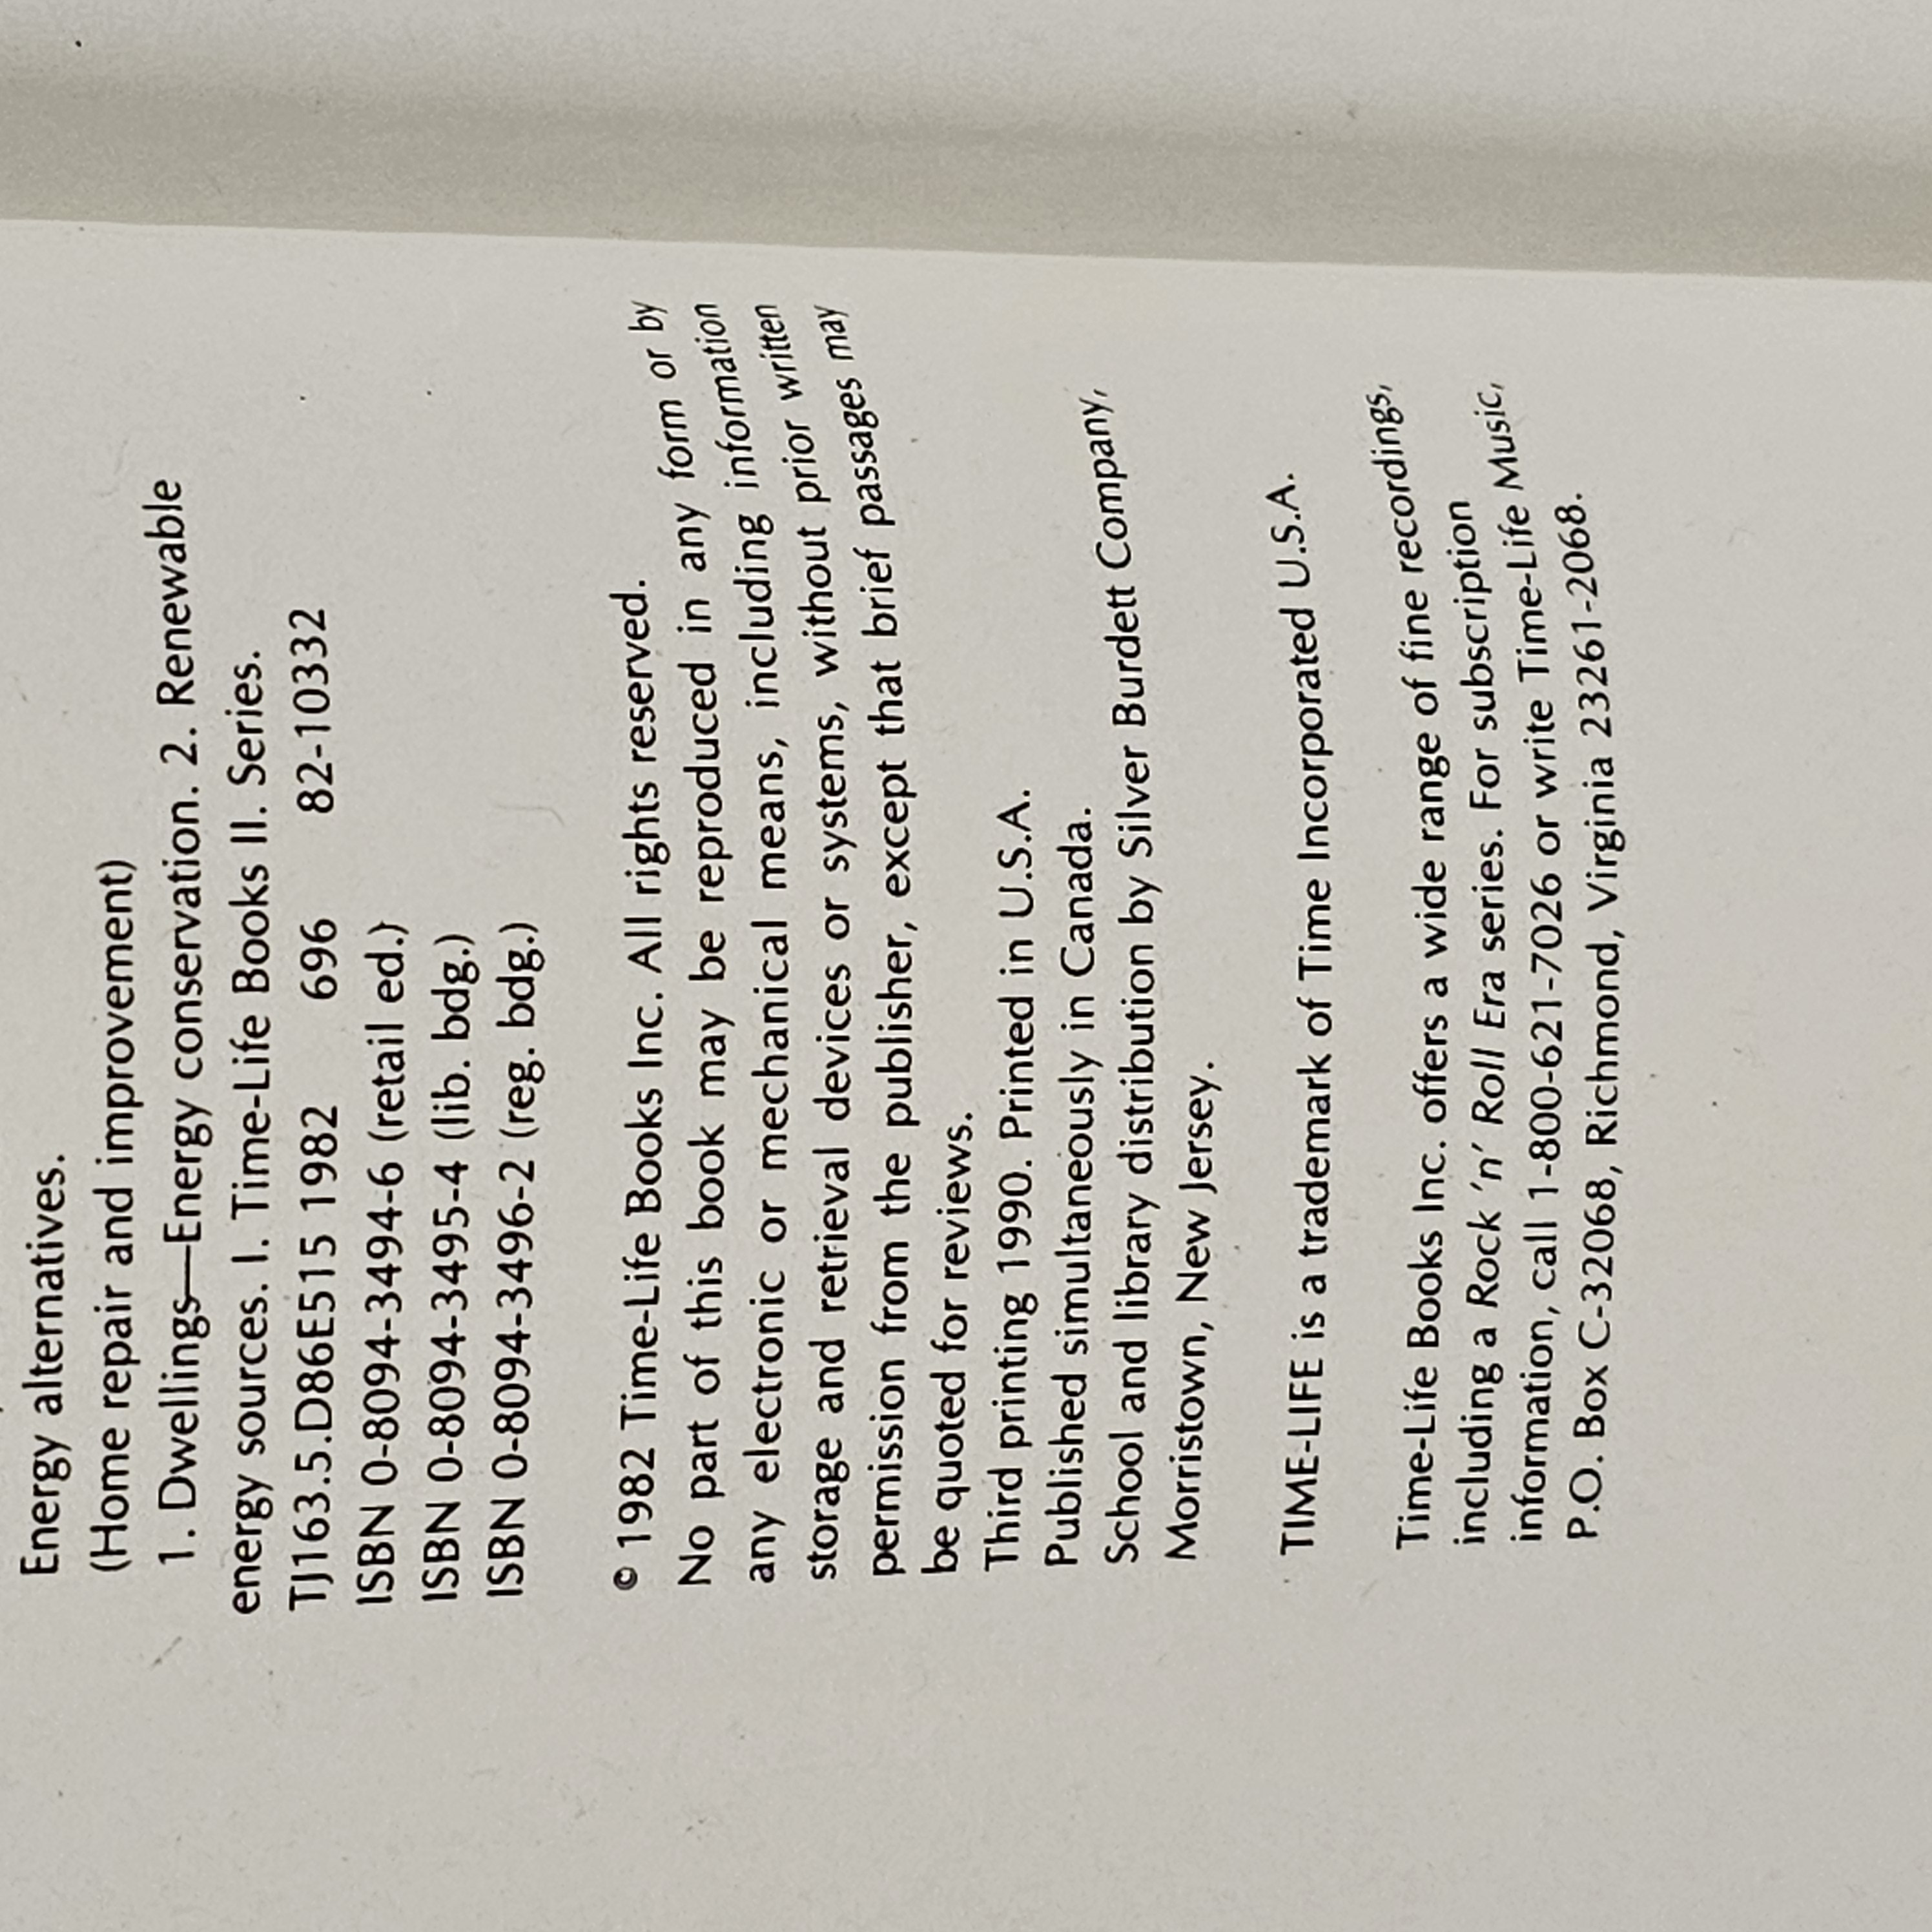 Energy alternatives.
(Home repair and improvement)
1. Dwellings—Energy conservation. 2. Renewable
energy sources. I. Time-Life Books II. Series.
TJ163.5.D86E515 1982 696 82-10332
ISBN 0-8094-3494-6 (retail ed.)
ISBN 0-8094-3495-4 (lib. bdg.)
ISBN 0-8094-3496-2 (reg. bdg.)
© 1982 Time-Life Books Inc. All rights reserved.
No part of this book may be reproduced in any form or by
any electronic or mechanical means, including information
storage and retrieval devices or systems, without prior written
permission from the publisher, except that brief passages may
be quoted for reviews.
Third printing 1990. Printed in U.S.A.
Published simultaneously in Canada.
School and library distribution by Silver Burdett Company,
Morristown, New Jersey.
TIME-LIFE is a trademark of Time Incorporated U.S.A.
Time-Life Books Inc. offers a wide range of fine recordings,
including a Rock 'n' Roll Era series. For subscription
information, call 1-800-621-7026 or write Time-Life Music,
P.O. Box C-32068, Richmond, Virginia 23261-2068.